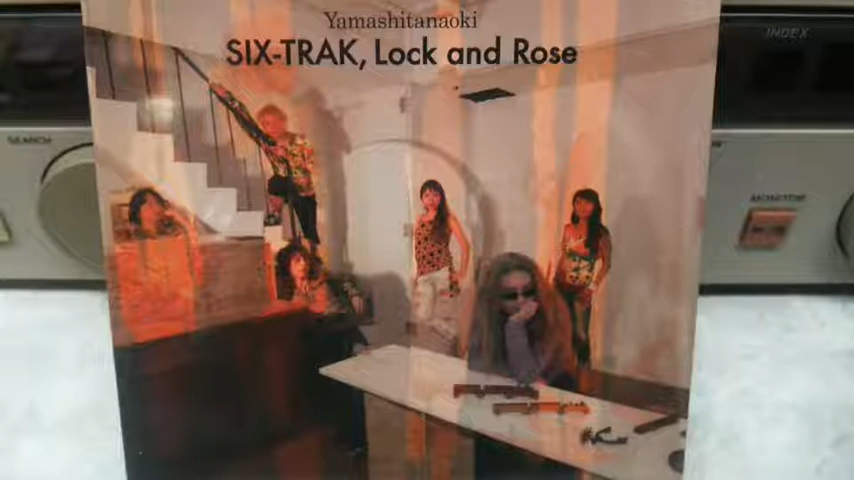 Yamashitanaoki
SIX-TRAK, Lock and Rose
INDEX
SEARCH
MONITOR